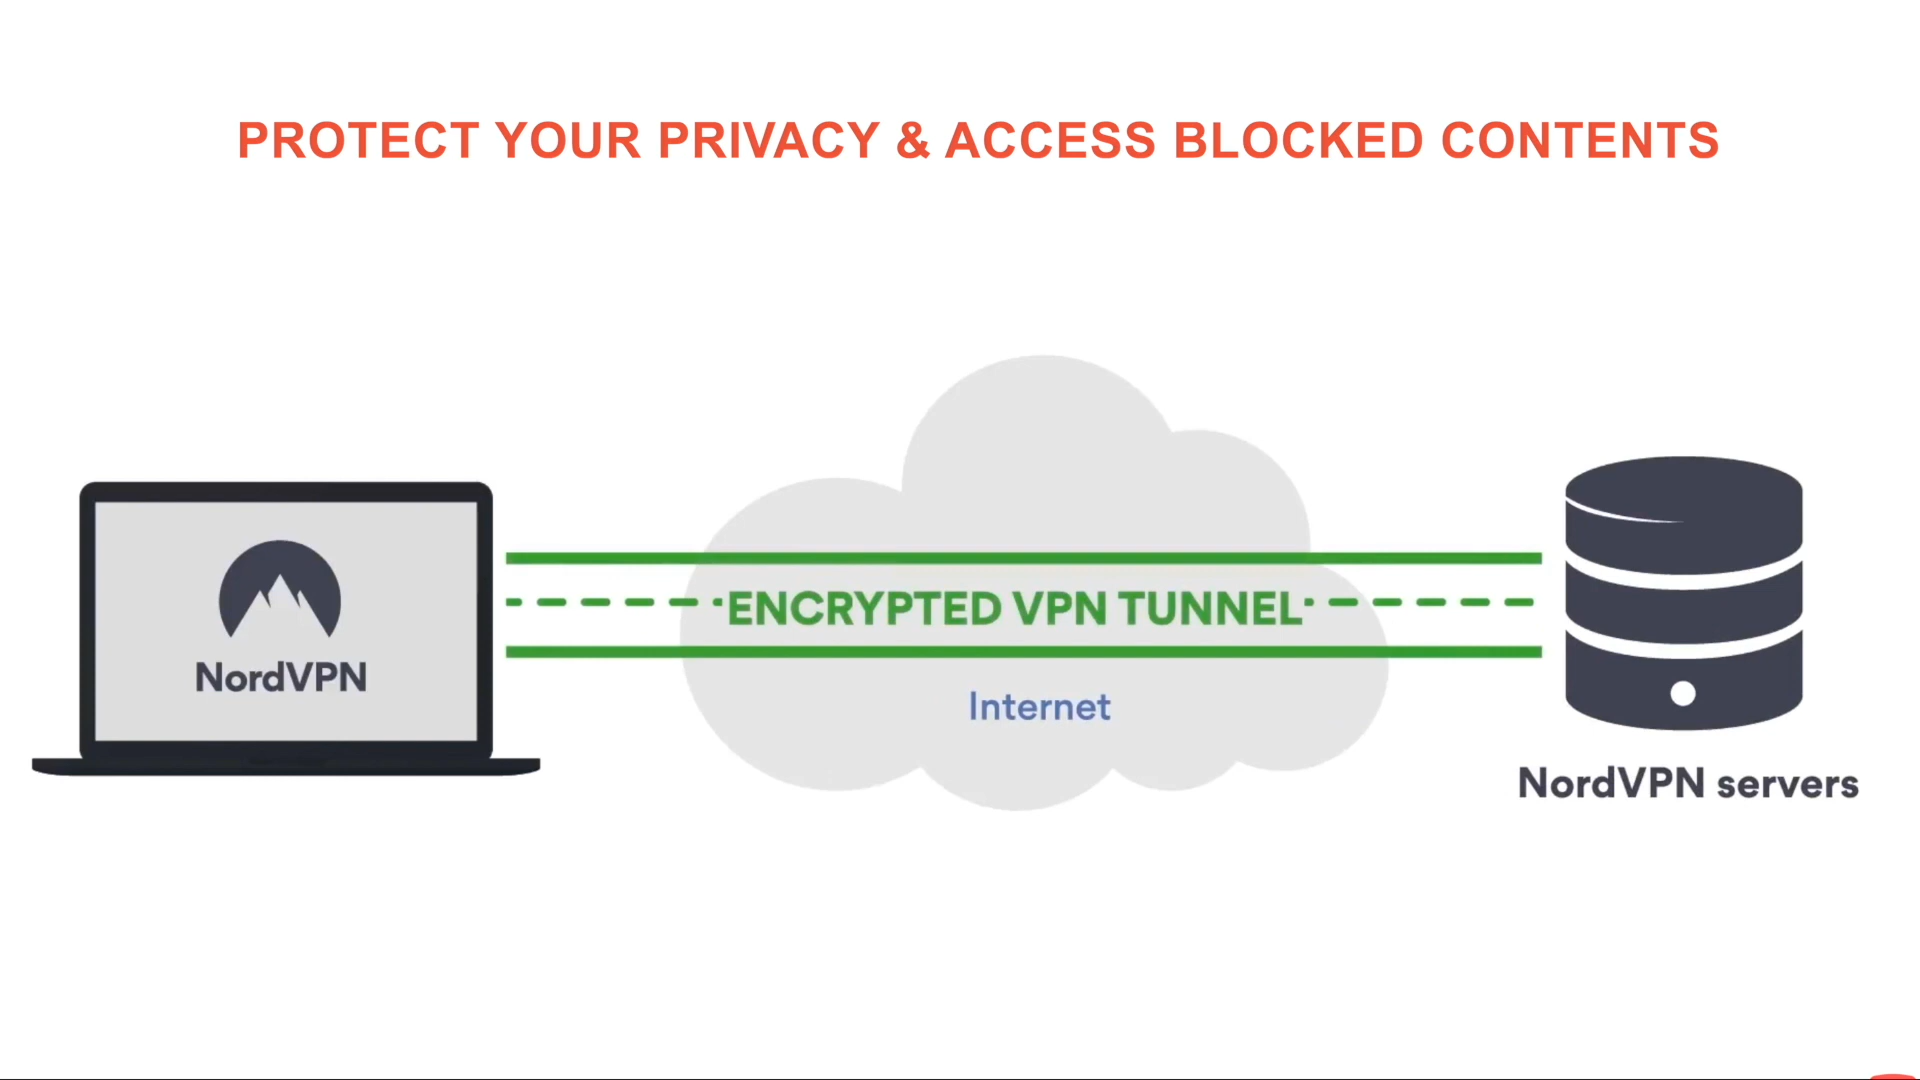 PROTECT YOUR PRIVACY & ACCESS BLOCKED CONTENTS
ENCRYPTED VPN TUNNEL
NordVPN
Internet
NordVPN servers